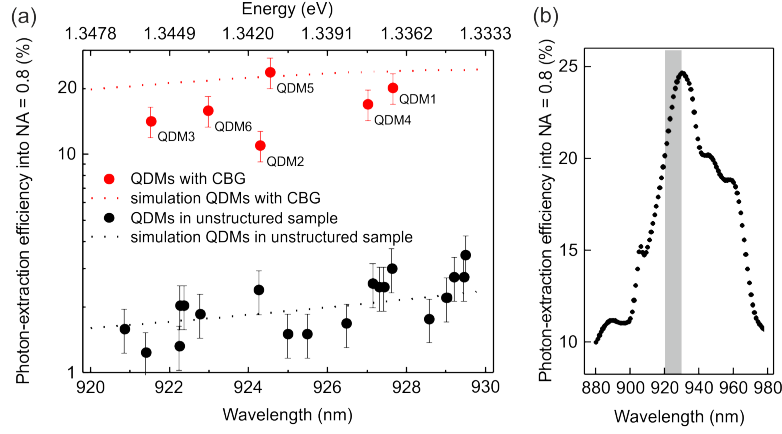 (a)
Energy (eV)
1.3478 1.3449 1.3420 1.3391 1.3362 1.3333
Photon-extraction efficiency into NA = 0.8 (%)
20
10
1
QDM5
QDM1
QDM3
QDM6
QDM4
QDM2
QDMs with CBG
simulation QDMs with CBG
QDMs in unstructured sample
simulation QDMs in unstructured sample
920 922 924 926 928 930
Wavelength (nm)
(b)
Photon-extraction efficiency into NA = 0.8 (%)
25
20
15
10
880 900 920 940 960 980
Wavelength (nm)